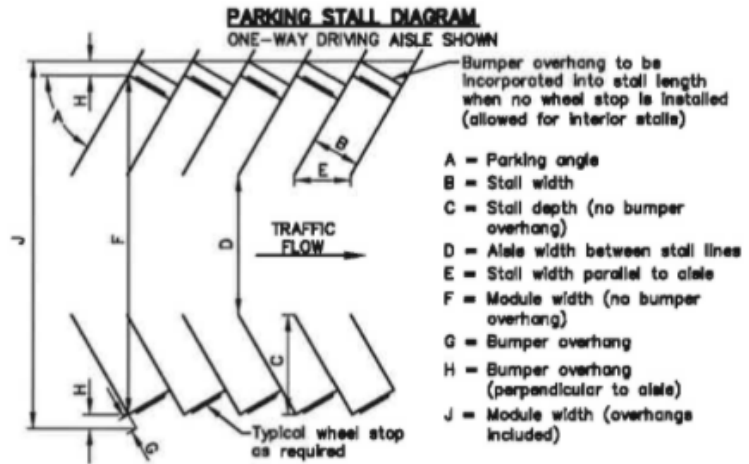 PARKING STALL DIAGRAM
ONE-WAY DRIVING AISLE SHOWN
Bumper overhang to be
incorporated into stall length
when no wheel stop is installed
(allowed for interior stalls)
H
A
B
E
J
F
D
TRAFFIC
FLOW
C
H
G
Typical wheel stop
as required
A = Parking angle
B = Stall width
C = Stall depth (no bumper
overhang)
D = Aisle width between stall lines
E = Stall width parallel to aisle
F = Module width (no bumper
overhang)
G = Bumper overhang
H = Bumper overhang
(perpendicular to aisle)
J = Module width (overhangs
included)